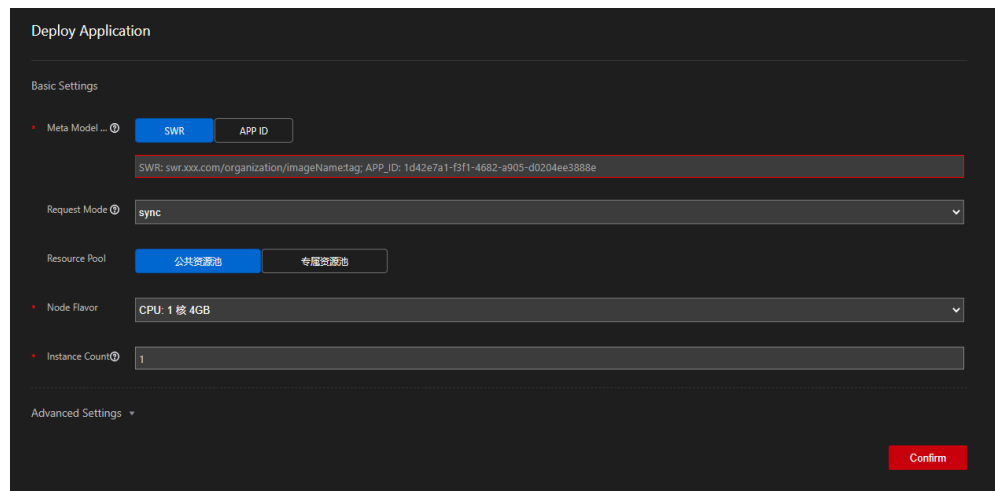 Deploy Application
Basic Settings
* Meta Model ... ?
SWR APP ID
SWR: swr.xxx.com/organization/imageName:tag; APP_ID: 1d42e7a1-f3f1-4682-a905-d0204ee3888e
Request Mode ? sync
Resource Pool 公共资源池 专属资源池
* Node Flavor CPU: 1 核 4GB
* Instance Count ? 1
Advanced Settings
Confirm